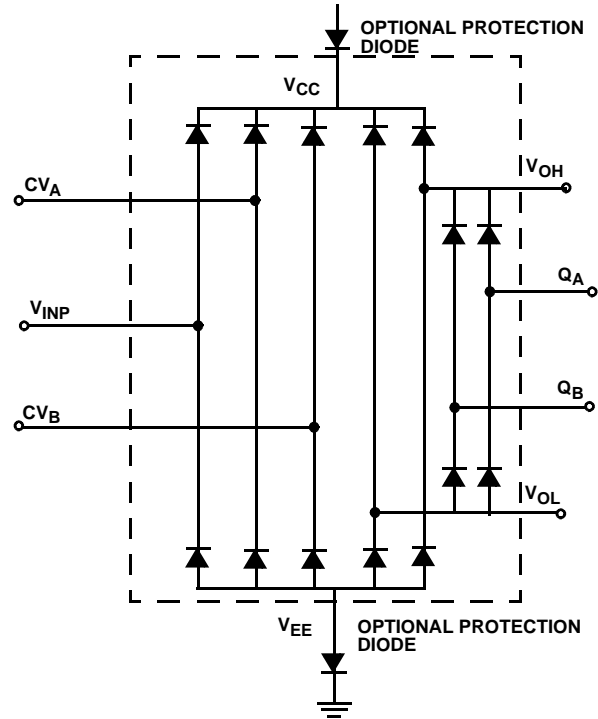 OPTIONAL PROTECTION
DIODE
VCC
VOH
CVA
QA
VINP
QB
CVB
VOL
VEE
OPTIONAL PROTECTION
DIODE